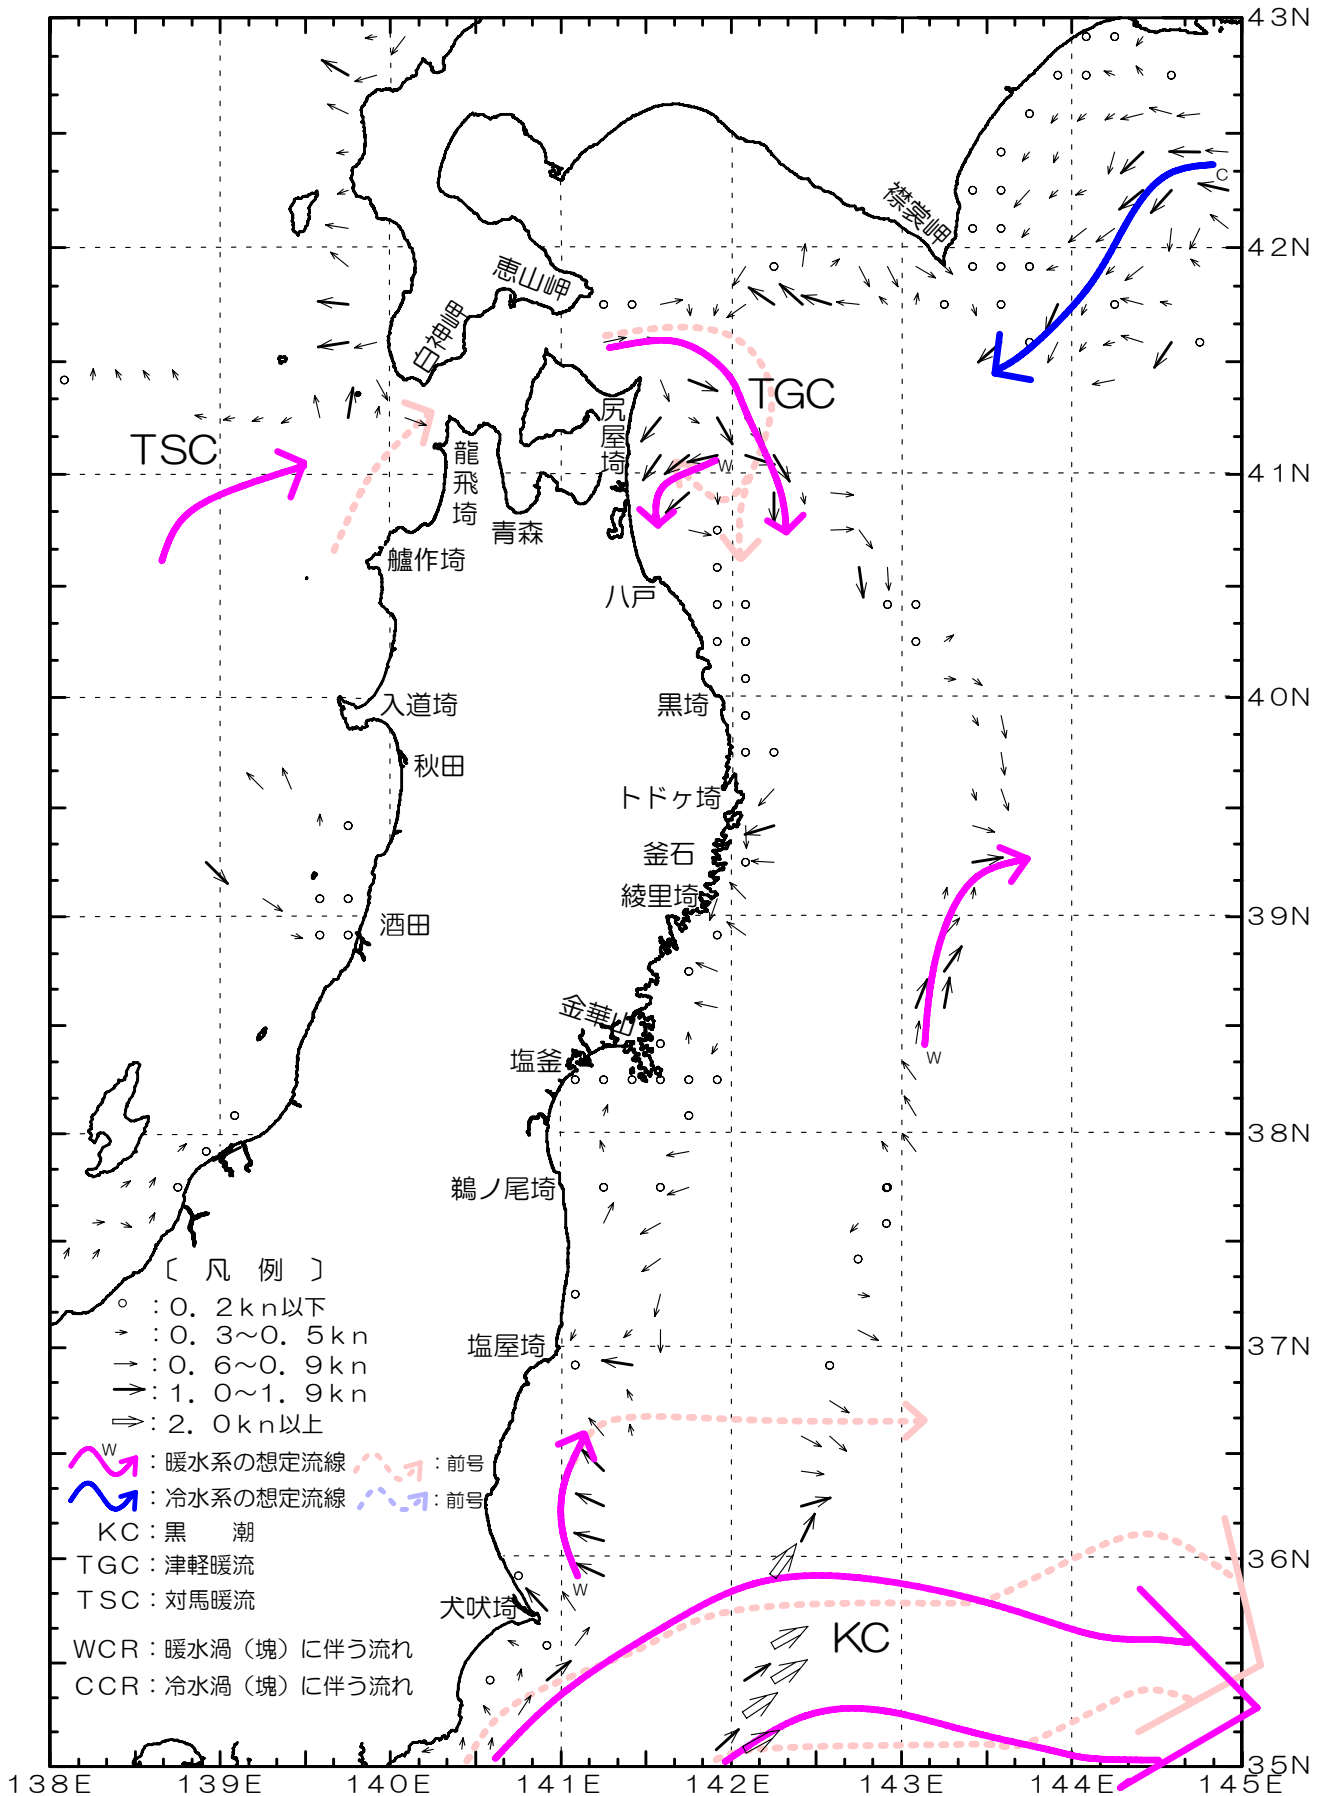 43N
C
襟裳岬
42N
恵山岬
白神岬
TGC
尻屋埼
TSC
龍飛埼
W
41N
青森
艫作埼
八戸
入道埼
黒埼
40N
秋田
トドヶ埼
釜石
綾里埼
酒田
39N
金華山
塩釜
W
38N
鵜ノ尾埼
〔 凡 例 〕
:0.2kn以下
:0.3~0.5kn
塩屋埼
37N
:0.6~0.9kn
:1.0~1.9kn
:2.0kn以上
W
:暖水系の想定流線 :前号
:冷水系の想定流線 :前号
KC:黒 潮
TGC:津軽暖流
36N
TSC:対馬暖流
W
犬吠埼
KC
WCR:暖水渦(塊)に伴う流れ
CCR:冷水渦(塊)に伴う流れ
35N
138E 139E 140E 141E 142E 143E 144E 145E